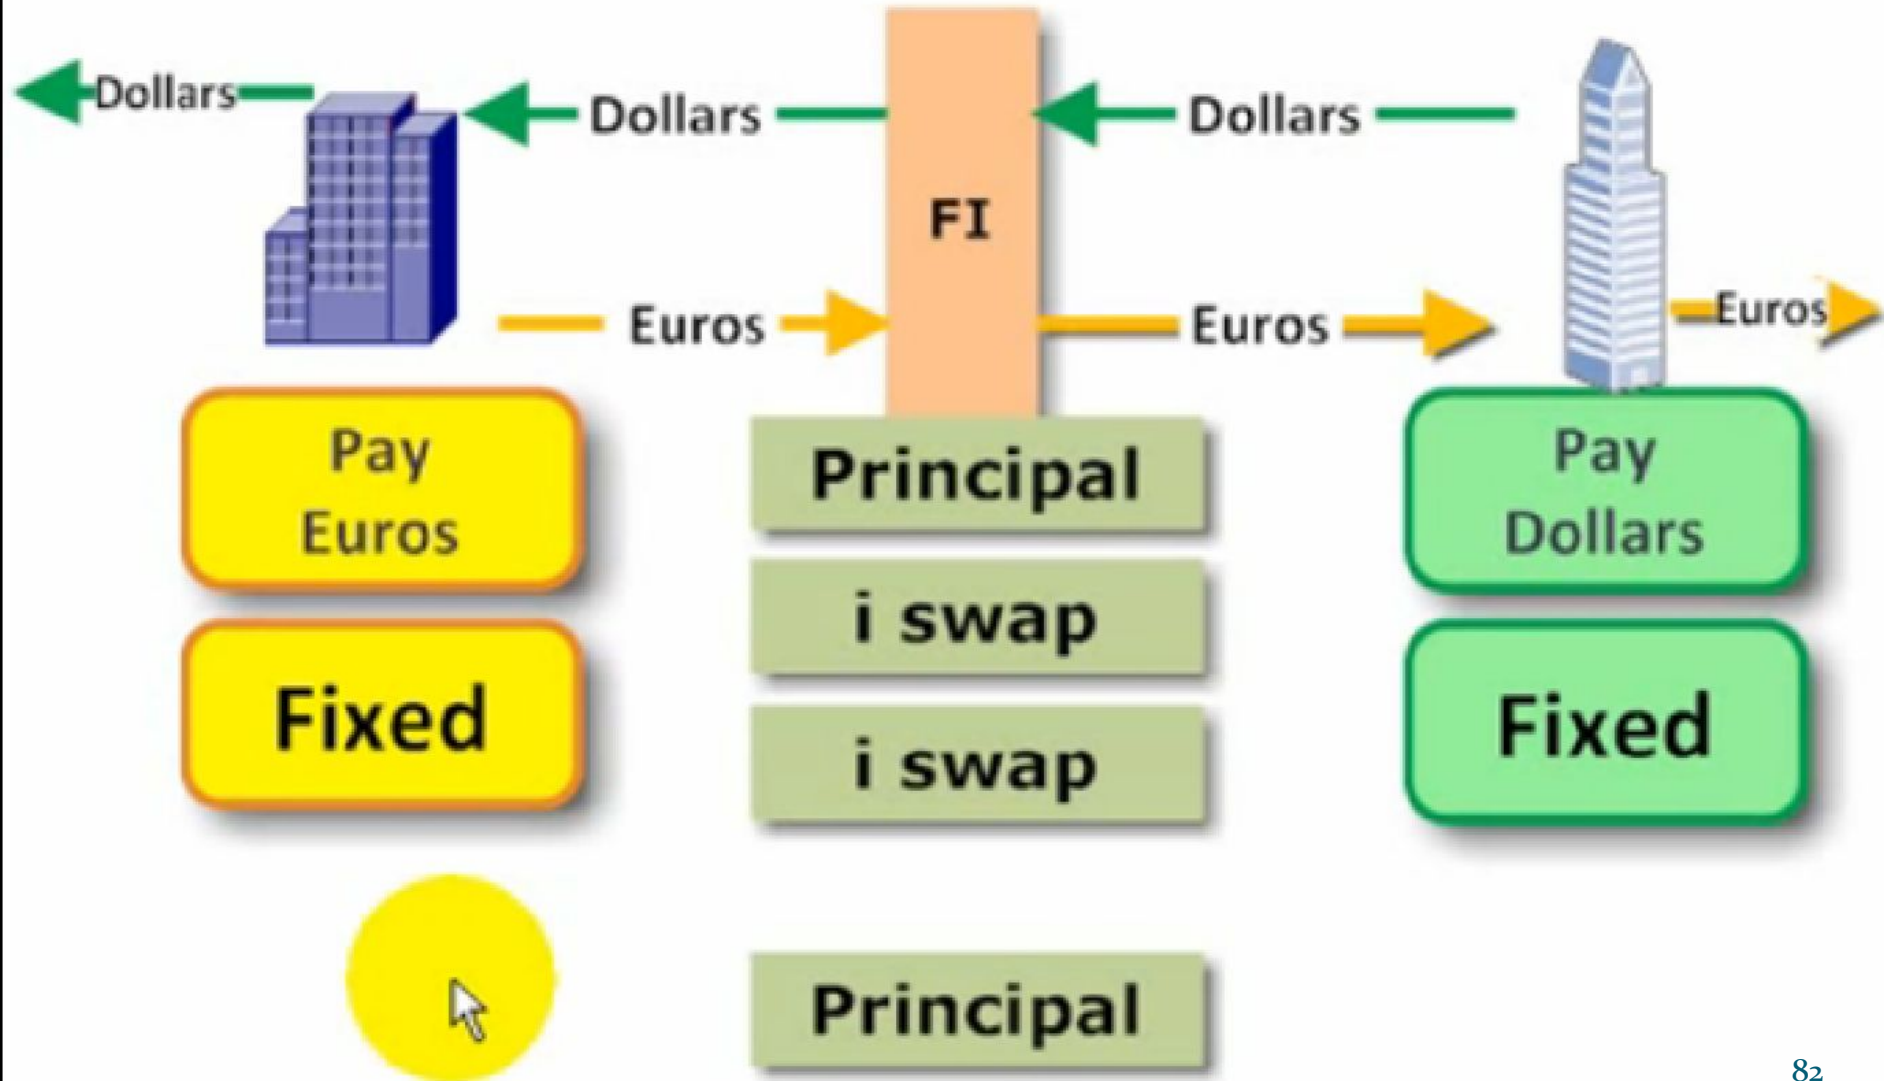 Dollars
Dollars
Dollars
FI
Euros
Euros
Euros
Pay
Euros
Fixed
Principal
i swap
i swap
Principal
Pay
Dollars
Fixed
82